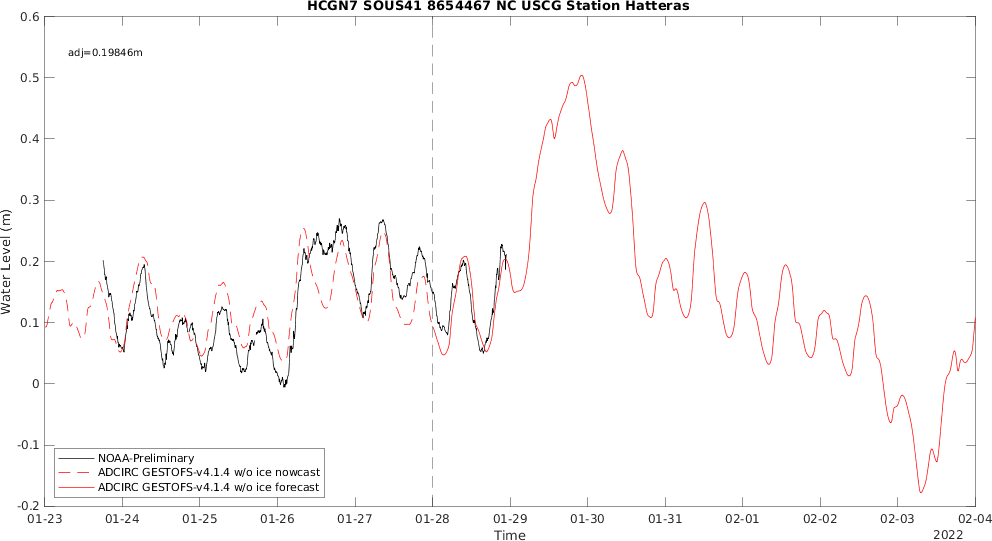 HCGN7 SOUS41 8654467 NC USCG Station Hatteras
0.6
0.5
0.4
0.3
0.2
0.1
0
-0.1
-0.2
Water Level (m)
adj=0.19846m
NOAA-Preliminary
ADCIRC GESTOFS-v4.1.4 w/o ice nowcast
ADCIRC GESTOFS-v4.1.4 w/o ice forecast
01-23 01-24 01-25 01-26 01-27 01-28 01-29 01-30 01-31 02-01 02-02 02-03 02-04
Time
2022